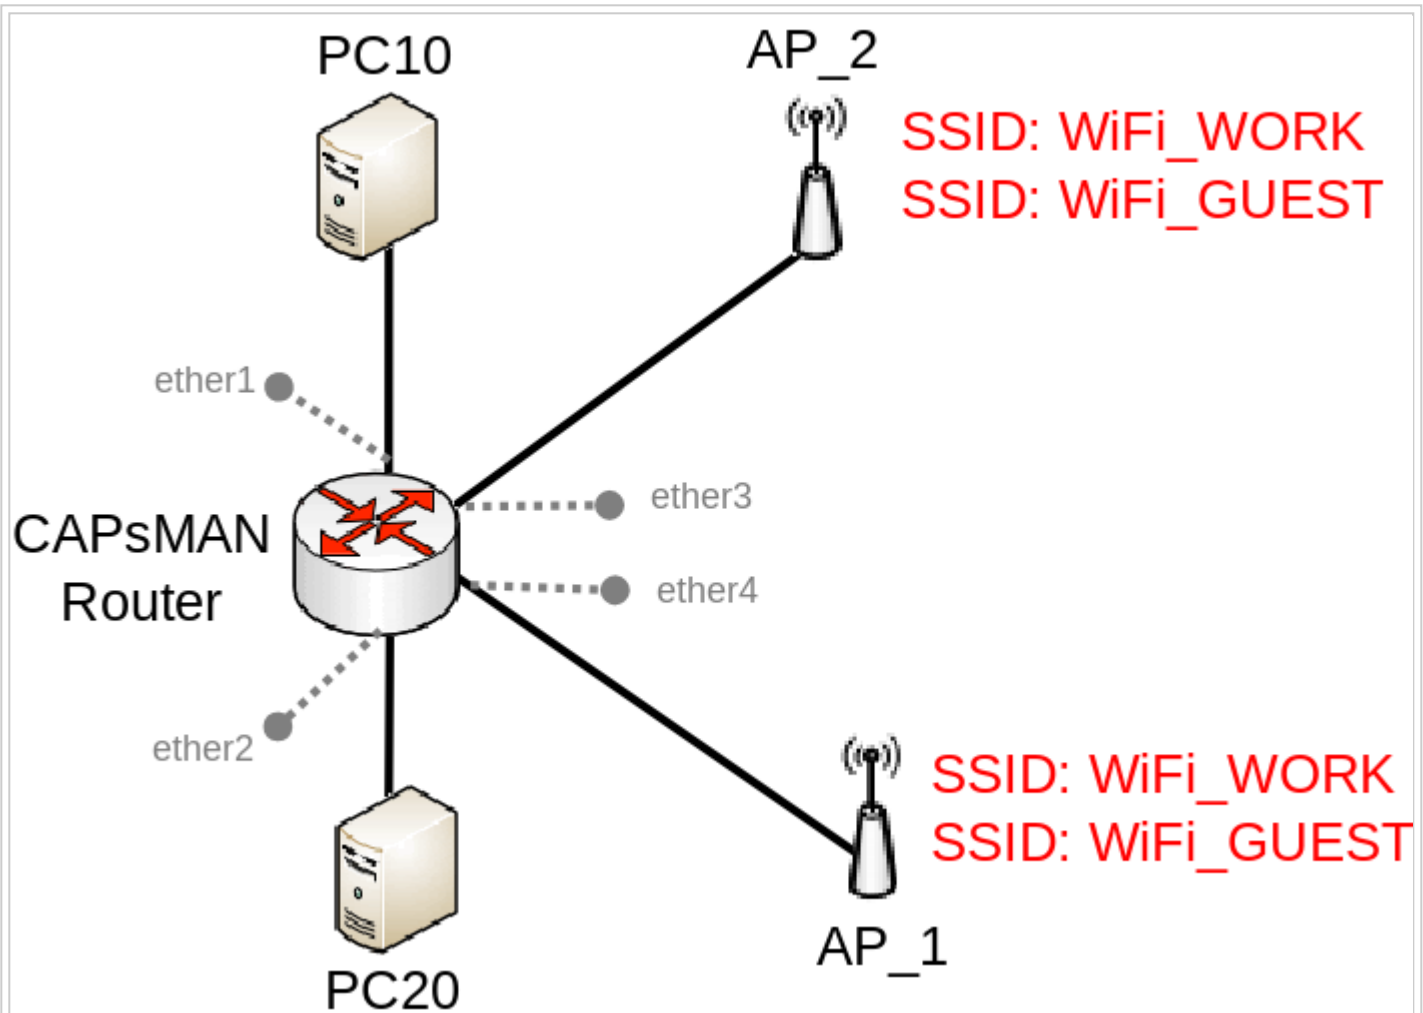 PC10
AP_2
SSID: WiFi_WORK
SSID: WiFi_GUEST
ether1
ether3
CAPsMAN
Router
ether4
ether2
SSID: WiFi_WORK
SSID: WiFi_GUEST
AP_1
PC20